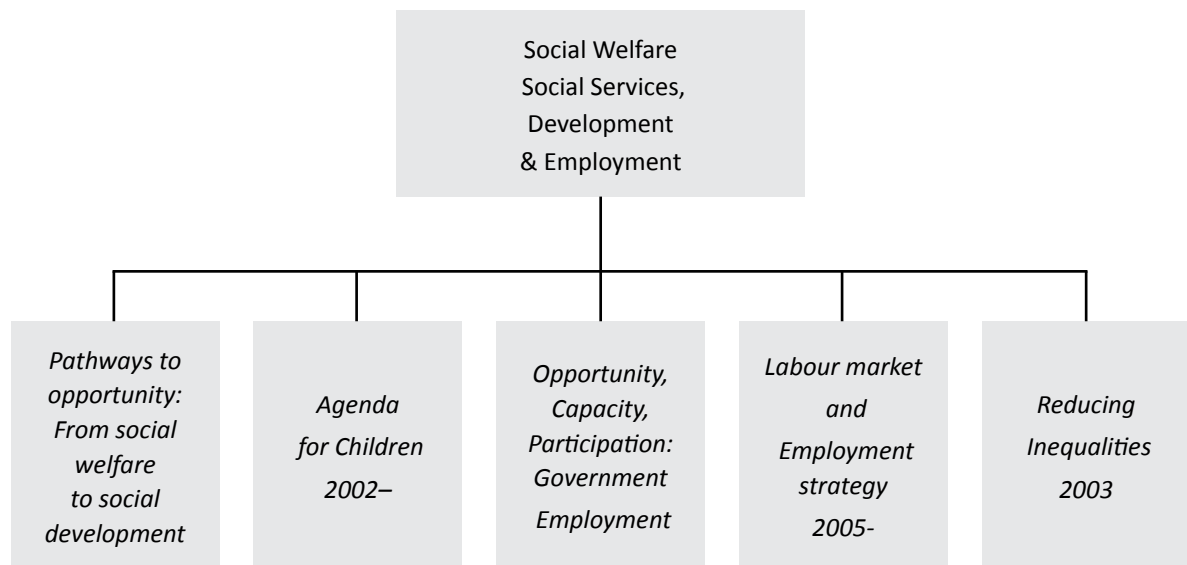 Social Welfare
Social Services,
Development
& Employment
Pathways to
opportunity:
From social
welfare
to social
development
Agenda
for Children
2002–
Opportunity,
Capacity,
Participation:
Government
Employment
Labour market
and
Employment
strategy
2005-
Reducing
Inequalities
2003